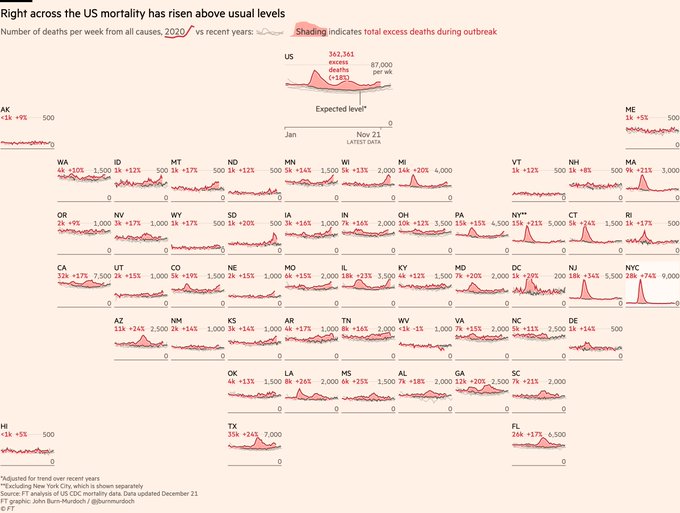 Right across the US mortality has risen above usual levels
Number of deaths per week from all causes, 2020 vs recent years: Shading indicates total excess deaths during outbreak
US
362,361
excess
deaths
(+18%)
87,000
per wk
Expected level*
0
Jan Nov 21
LATEST DATA
AK ME
<1k +9% 500 1k +5% 500
0 0
WA ID MT ND MN WI MI VT NH MA
4k +10% 1,500 1k +12% 500 1k +17% 500 1k +12% 500 5k +14% 1,500 5k +13% 2,000 14k +20% 4,000 1k +12% 500 1k +8% 500 9k +21% 3,000
0 0 0 0 0 0 0 0 0 0
OR NV WY SD IA IN OH PA NY** CT RI
2k +9% 1,000 3k +17% 1,000 1k +17% 500 1k +20% 500 3k +16% 1,000 7k +16% 2,000 10k +12% 3,500 15k +15% 4,500 15k +21% 5,000 5k +24% 1,500 1k +17% 500
0 0 0 0 0 0 0 0 0 0 0
CA UT CO NE MO IL KY MD DC NJ NYC
32k +17% 7,500 2k +15% 1,000 5k +19% 1,500 2k +15% 1,000 6k +15% 2,000 18k +23% 3,500 4k +12% 1,500 7k +20% 2,000 1k +29% 200 18k +34% 5,500 28k +74% 9,000
0 0 0 0 0 0 0 0 0 0 0
AZ NM KS AR TN WV VA NC DE
11k +24% 2,500 2k +14% 1,000 3k +14% 1,000 4k +17% 1,000 8k +16% 2,000 <1k -1% 1,000 7k +15% 2,000 5k +11% 2,500 1k +14% 500
0 0 0 0 0 0 0 0 0
OK LA MS AL GA SC
4k +13% 1,500 8k +26% 2,000 6k +25% 1,500 7k +18% 2,000 12k +20% 2,500 7k +21% 2,000
0 0 0 0 0 0
HI TX FL
<1k +5% 500 35k +24% 7,000 26k +17% 6,500
0 0 0
*Adjusted for trend over recent years
**Excluding New York City, which is shown separately
Source: FT analysis of US CDC mortality data. Data updated December 21
FT graphic: John Burn-Murdoch / @jburnmurdoch
© FT